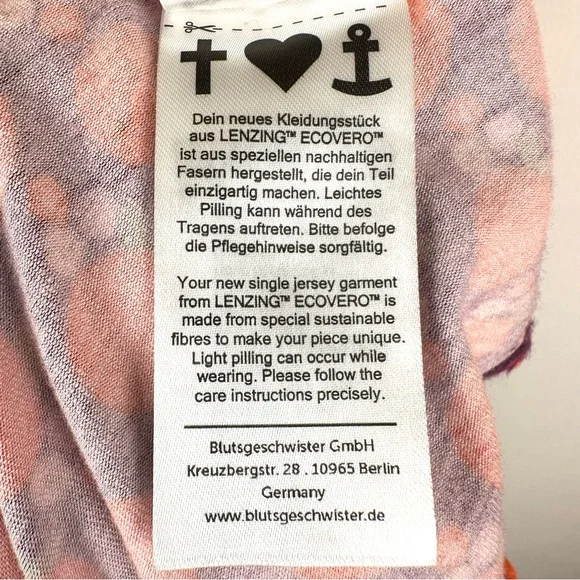 Dein neues Kleidungsstück
aus LENZING™ ECOVERO™
ist aus speziellen nachhaltigen
Fasern hergestellt, die dein Teil
einzigartig machen. Leichtes
Pilling kann während des
Tragens auftreten. Bitte befolge
die Pflegehinweise sorgfältig.
Your new single jersey garment
from LENZING™ ECOVERO™ is
made from special sustainable
fibres to make your piece unique.
Light pilling can occur while
wearing. Please follow the
care instructions precisely.
Blutsgeschwister GmbH
Kreuzbergstr. 28 . 10965 Berlin
Germany
www.blutsgeschwister.de